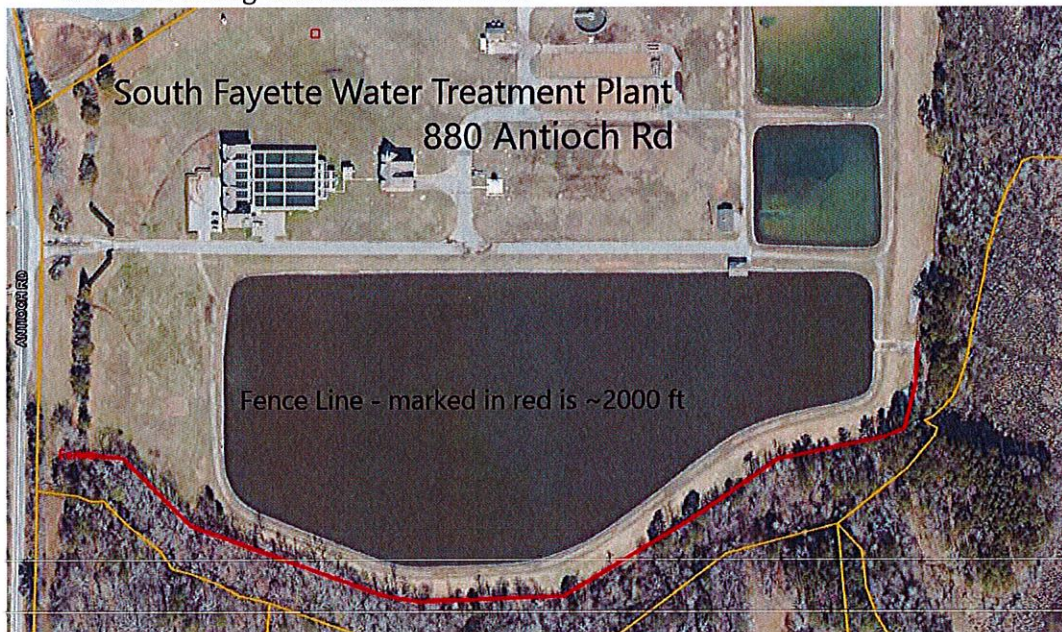 South Fayette Water Treatment Plant
880 Antioch Rd
ANTIOCH RD
Fence Line - marked in red is ~2000 ft